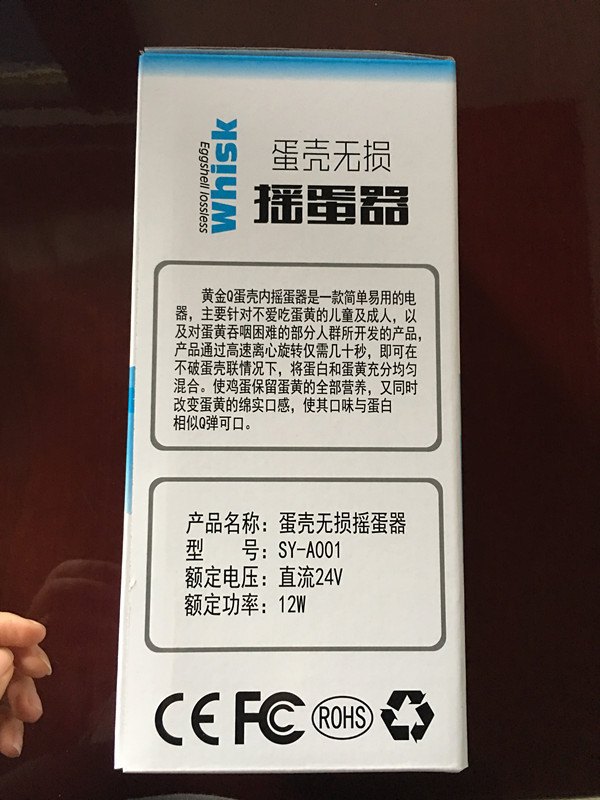 Whisk
Eggshell lossless
蛋壳无损
摇蛋器
黄金Q蛋壳内摇蛋器是一款简单易用的电
器，主要针对不爱吃蛋黄的儿童及成人，以
及对蛋黄吞咽困难的部分人群所开发的产品，
产品通过高速离心旋转仅需几十秒，即可在
不破蛋壳联情况下，将蛋白和蛋黄充分均匀
混合。使鸡蛋保留蛋黄的全部营养，又同时
改变蛋黄的绵实口感，使其口味与蛋白
相似Q弹可口。
产品名称：蛋壳无损摇蛋器
型 号：SY-A001
额定电压：直流24V
额定功率：12W
CE FCC ROHS